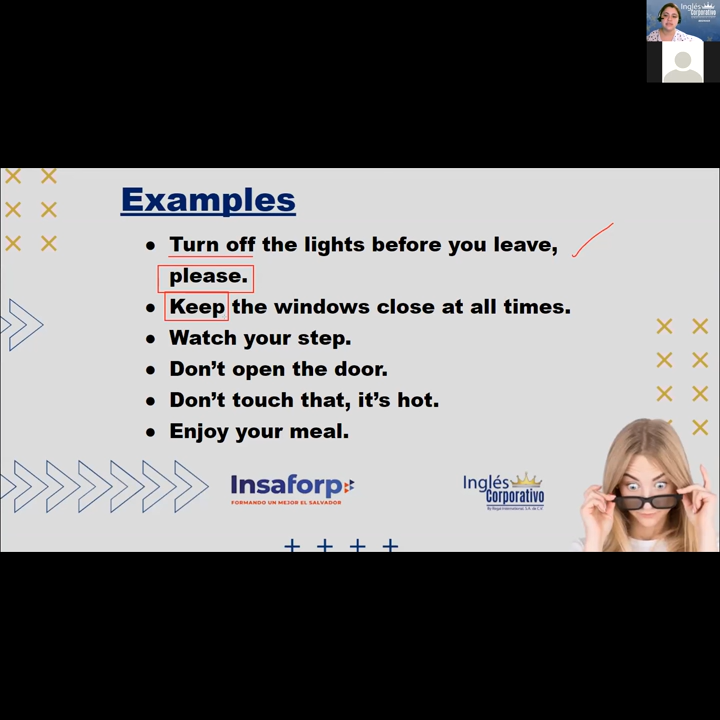 Inglés
Corporativo
Examples
● Turn off the lights before you leave,
please.
● Keep the windows close at all times.
● Watch your step.
● Don’t open the door.
● Don’t touch that, it’s hot.
● Enjoy your meal.
Insaforp
FORMANDO UN MEJOR EL SALVADOR
Inglés
Corporativo
By Regal International, S.A. de C.V.